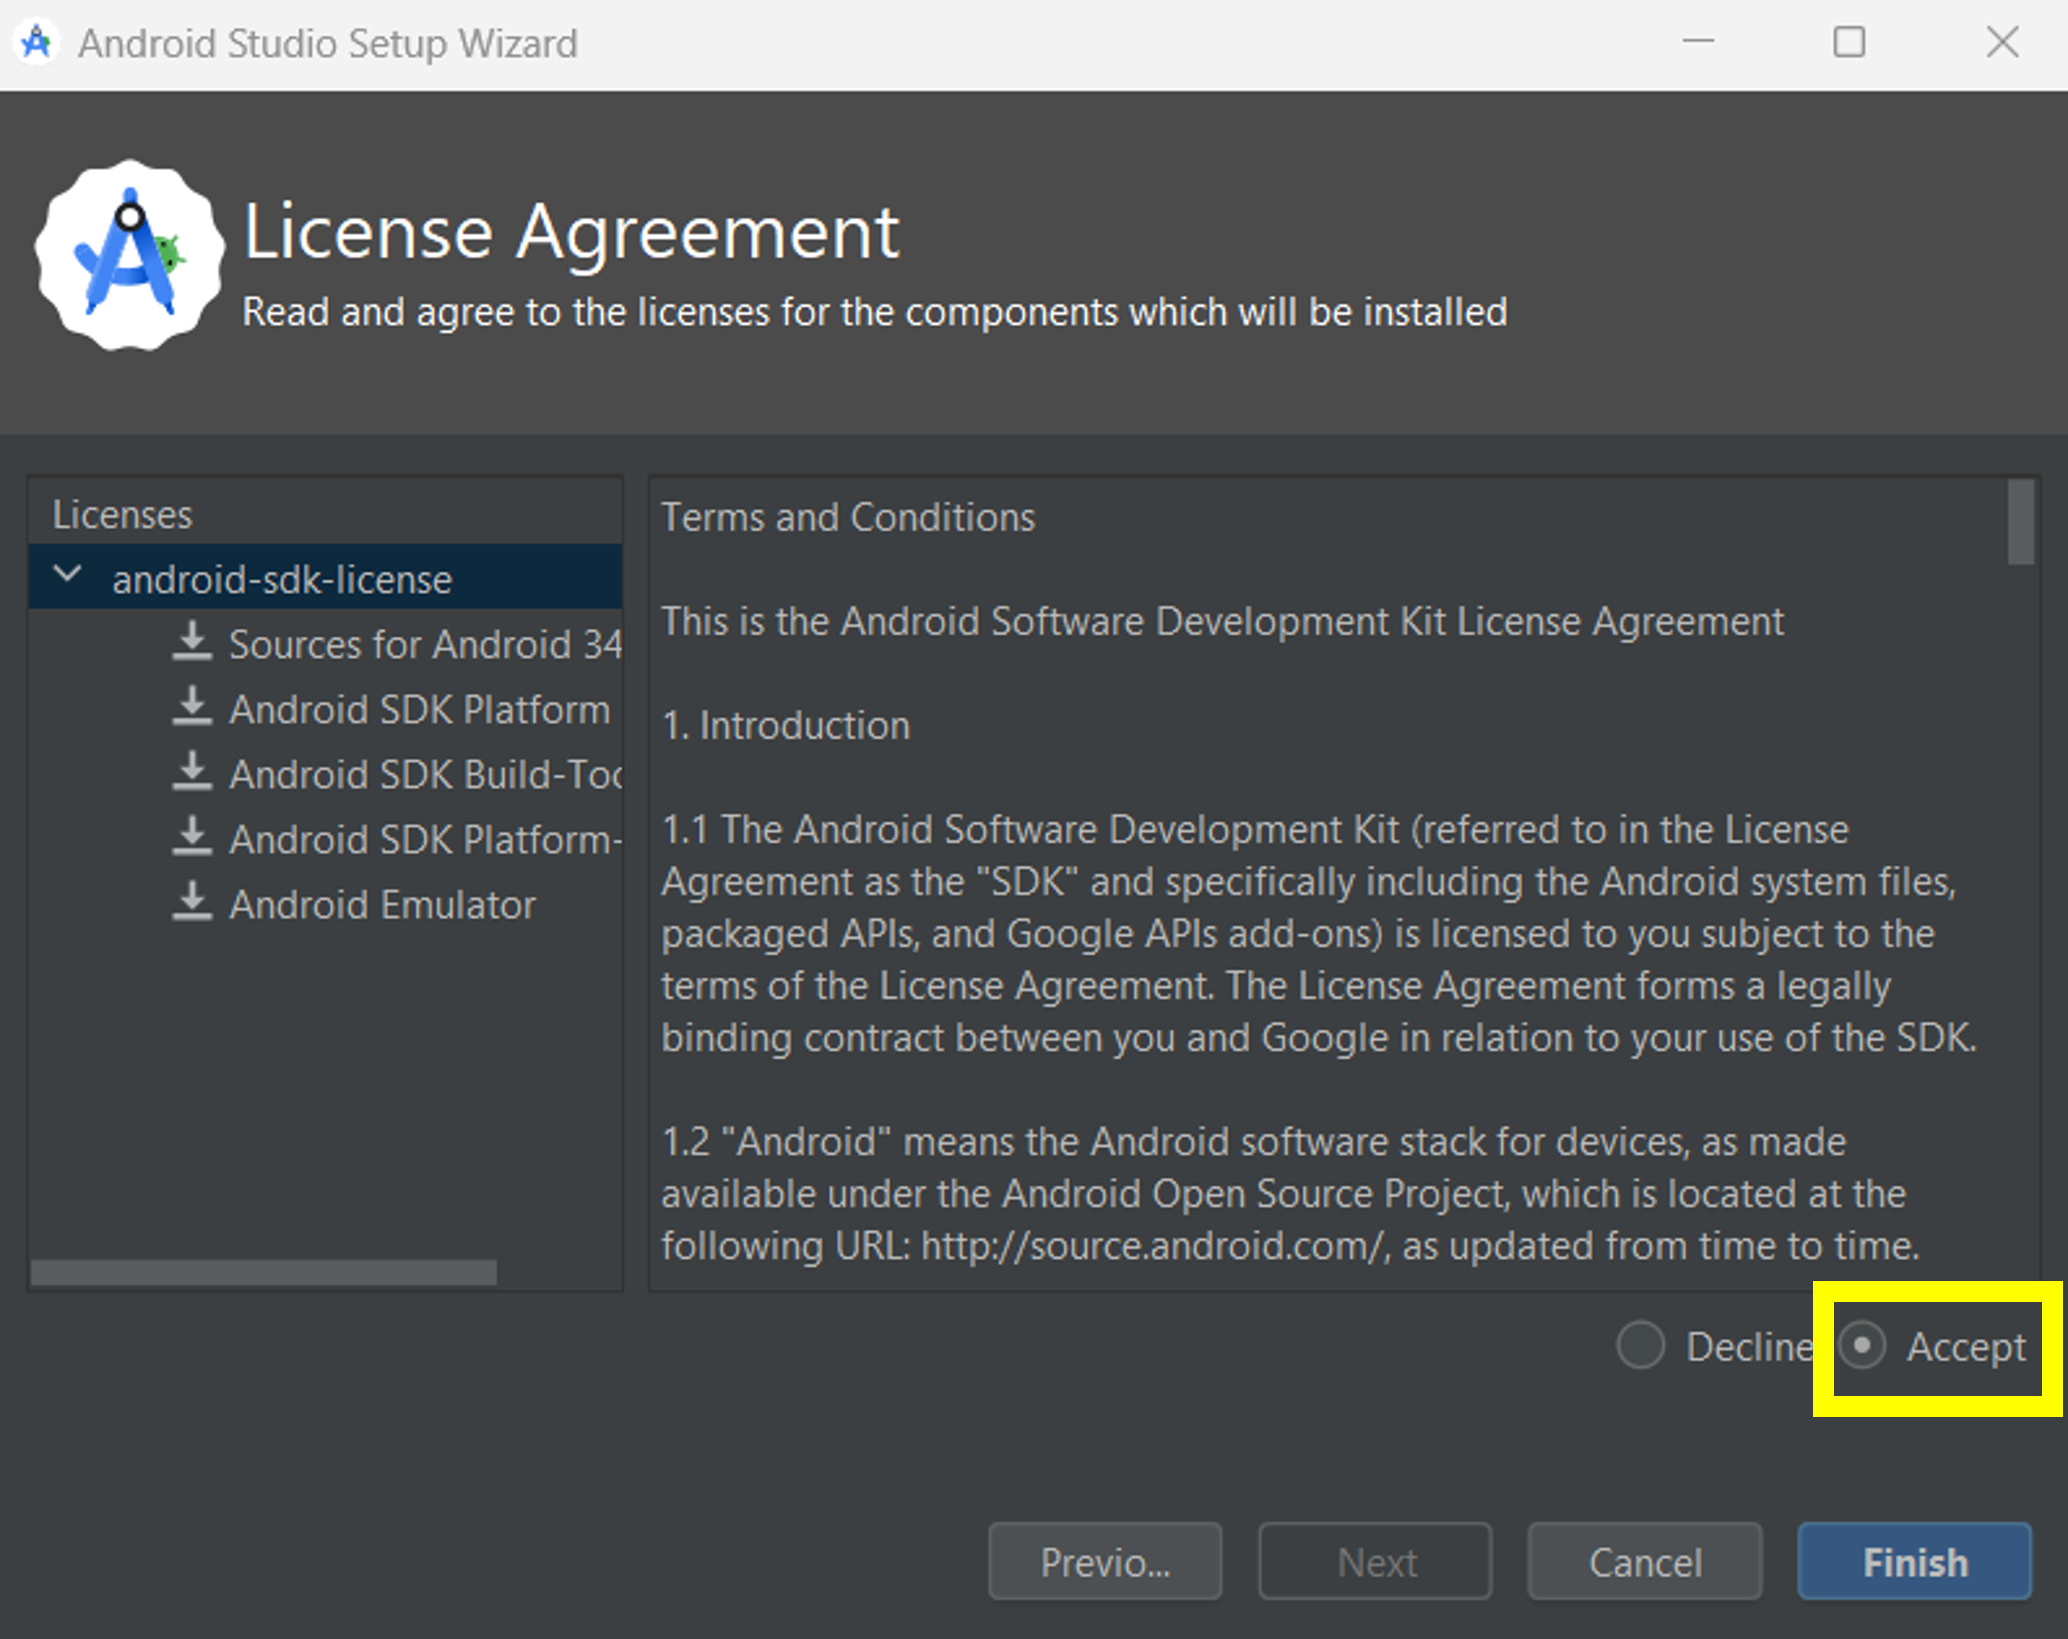 Android Studio Setup Wizard
License Agreement
Read and agree to the licenses for the components which will be installed
Licenses
android-sdk-license
Sources for Android 34
Android SDK Platform
Android SDK Build-Too
Android SDK Platform-
Android Emulator
Terms and Conditions
This is the Android Software Development Kit License Agreement
1. Introduction
1.1 The Android Software Development Kit (referred to in the License
Agreement as the "SDK" and specifically including the Android system files,
packaged APIs, and Google APIs add-ons) is licensed to you subject to the
terms of the License Agreement. The License Agreement forms a legally
binding contract between you and Google in relation to your use of the SDK.
1.2 "Android" means the Android software stack for devices, as made
available under the Android Open Source Project, which is located at the
following URL: http://source.android.com/, as updated from time to time.
Decline Accept
Previo... Next Cancel Finish